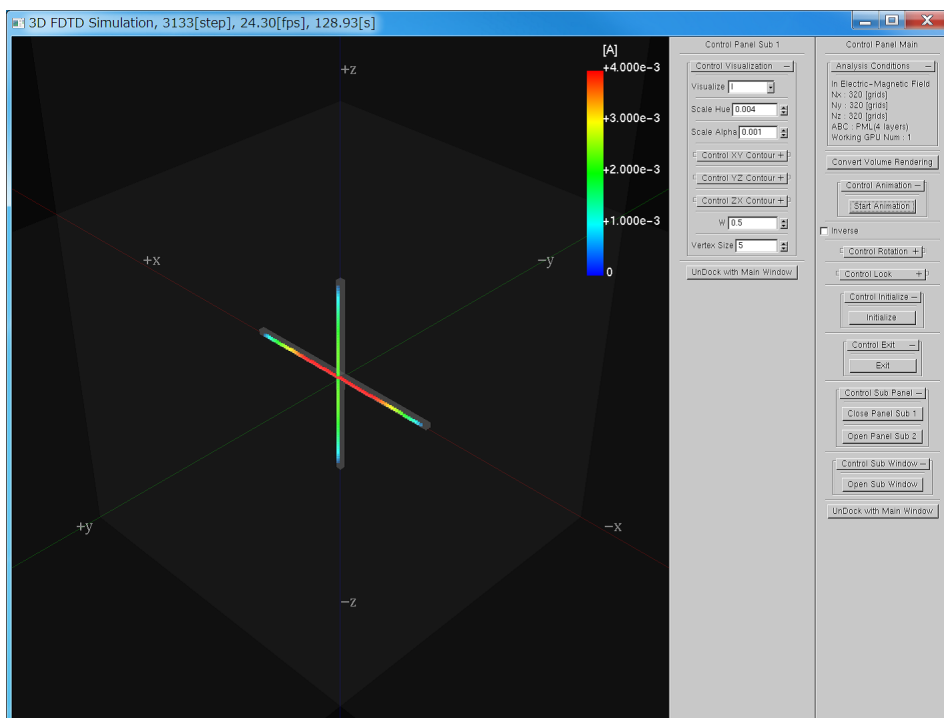 3D FDTD Simulation, 3133[step], 24.30[fps], 128.93[s]
[A]
+4.000e-3
+3.000e-3
+2.000e-3
+1.000e-3
0
+z
+x
-y
+y
-x
-z
Control Panel Sub 1
Control Visualization -
Visualize I
Scale Hue 0.004
Scale Alpha 0.001
Control XY Contour +
Control YZ Contour +
Control ZX Contour +
W 0.5
Vertex Size 5
UnDock with Main Window
Control Panel Main
Analysis Conditions -
In Electric-Magnetic Field
Nx : 320 [grids]
Ny : 320 [grids]
Nz : 320 [grids]
ABC : PML(4 layers)
Working GPU Num : 1
Convert Volume Rendering
Control Animation -
Start Animation
Inverse
Control Rotation +
Control Look +
Control Initialize -
Initialize
Control Exit -
Exit
Control Sub Panel -
Close Panel Sub 1
Open Panel Sub 2
Control Sub Window -
Open Sub Window
UnDock with Main Window